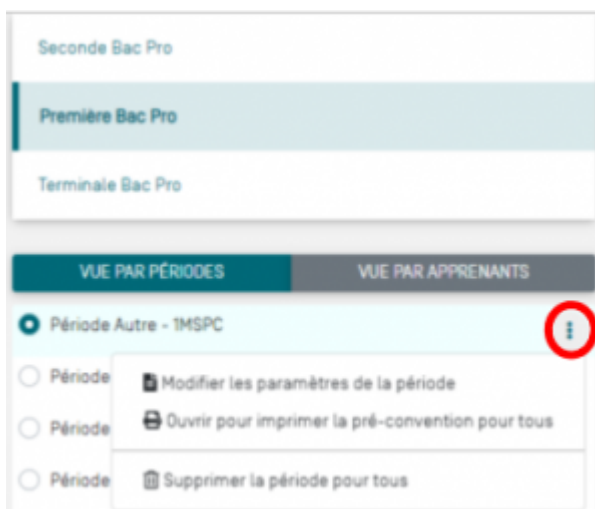 Seconde Bac Pro
Première Bac Pro
Terminale Bac Pro
VUE PAR PÉRIODES VUE PAR APPRENANTS
Période Autre - 1MSPC
Période
Modifier les paramètres de la période
Période
Ouvrir pour imprimer la pré-convention pour tous
Période
Supprimer la période pour tous